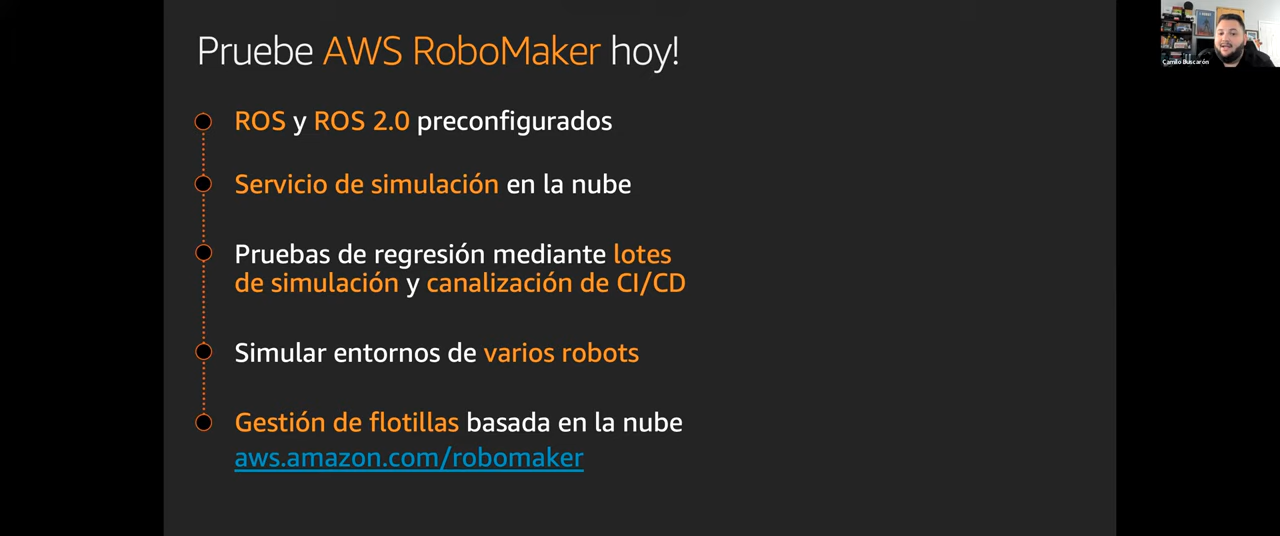 Pruebe AWS RoboMaker hoy!
ROS y ROS 2.0 preconfigurados
Servicio de simulación en la nube
Pruebas de regresión mediante lotes
de simulación y canalización de CI/CD
Simular entornos de varios robots
Gestión de flotillas basada en la nube
aws.amazon.com/robomaker
Camilo Buscarón